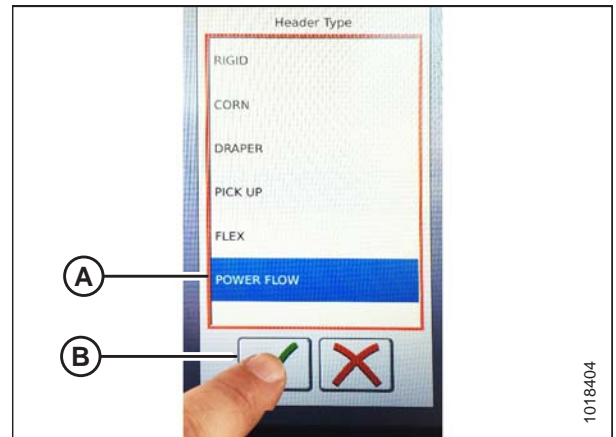 Header Type
RIGID
CORN
DRAPER
PICK UP
FLEX
POWER FLOW
A
B
1018404